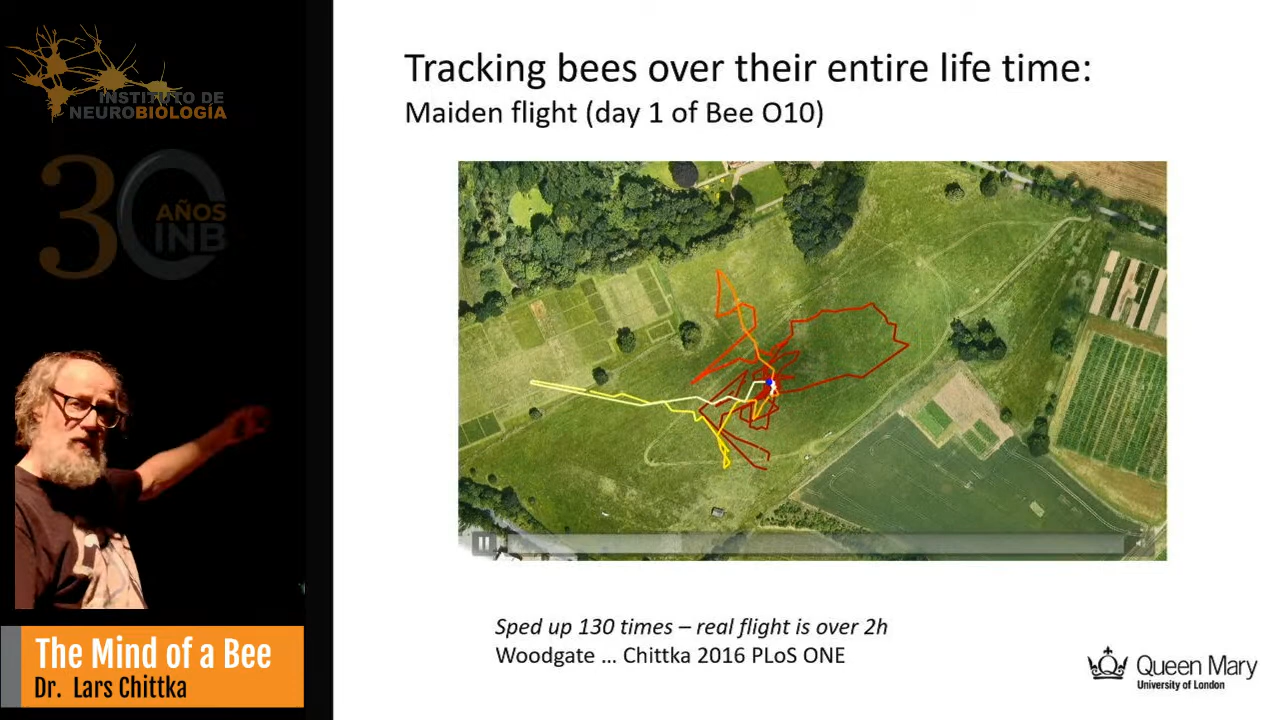 INSTITUTO DE
NEUROBIOLOGÍA
30
AÑOS
INB
The Mind of a Bee
Dr. Lars Chittka
Tracking bees over their entire life time:
Maiden flight (day 1 of Bee O10)
Sped up 130 times – real flight is over 2h
Woodgate ... Chittka 2016 PLoS ONE
Queen Mary
University of London